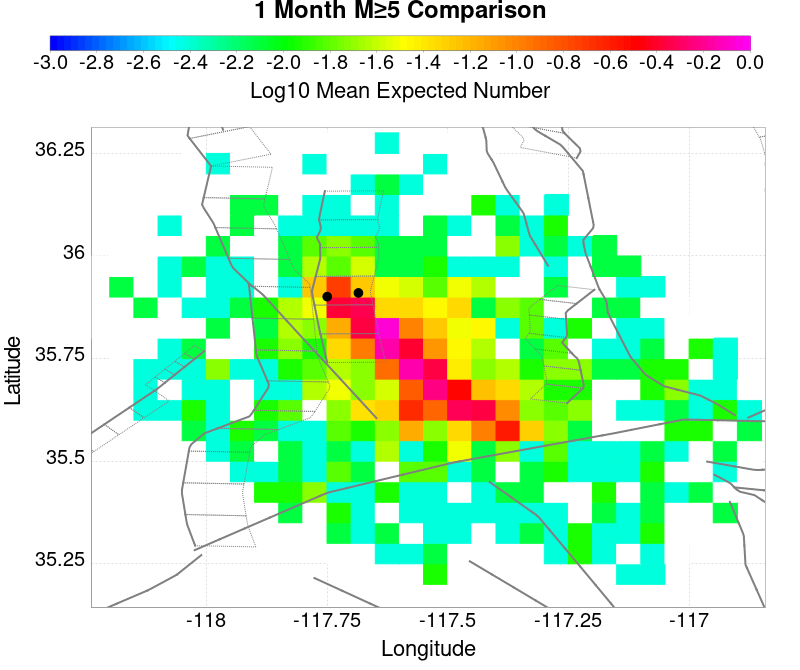 1 Month M≥5 Comparison
-3.0 -2.8 -2.6 -2.4 -2.2 -2.0 -1.8 -1.6 -1.4 -1.2 -1.0 -0.8 -0.6 -0.4 -0.2 0.0
Log10 Mean Expected Number
36.25
36
35.75
35.5
35.25
Latitude
-118 -117.75 -117.5 -117.25 -117
Longitude